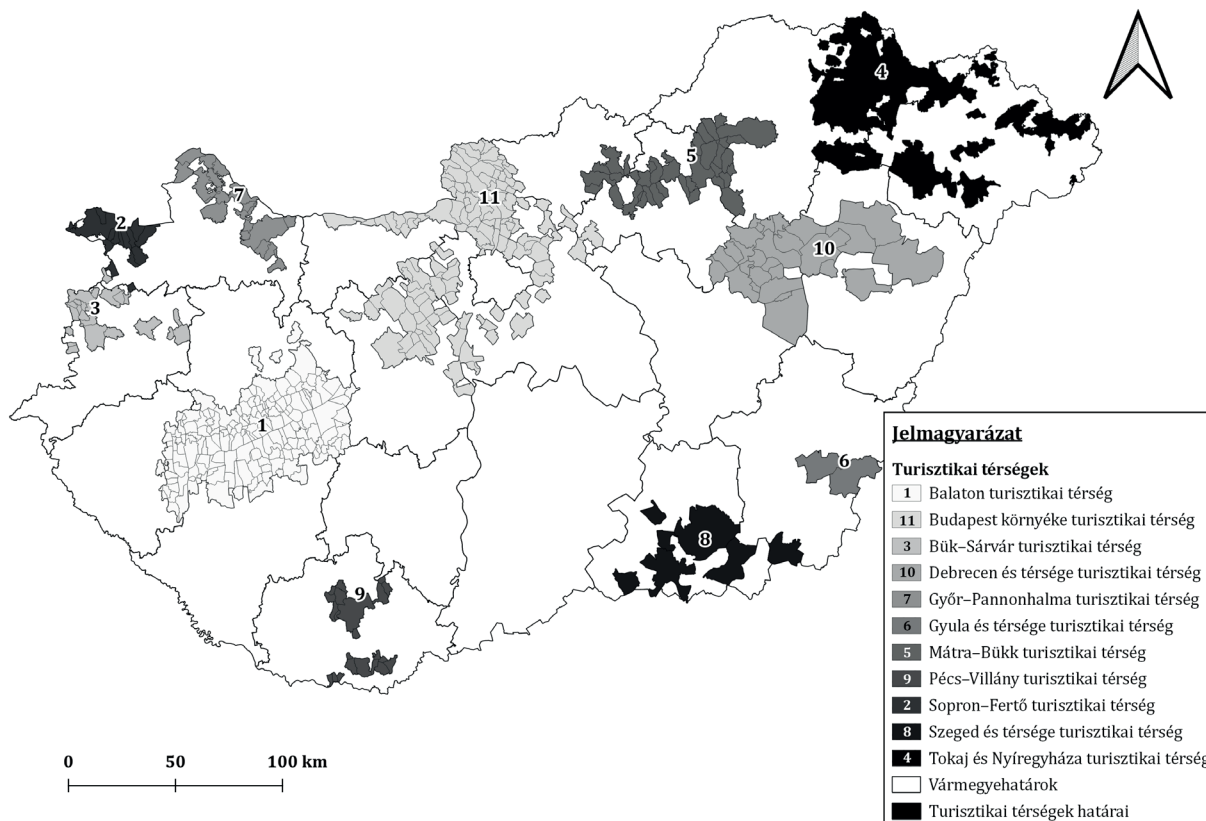 4
5
11
7
2
10
3
1
6
8
9
0 50 100 km
Jelmagyarázat
Turisztikai térségek
1 Balaton turisztikai térség
11 Budapest környéke turisztikai térség
3 Bük–Sárvár turisztikai térség
10 Debrecen és térsége turisztikai térség
7 Győr–Pannonhalma turisztikai térség
6 Gyula és térsége turisztikai térség
5 Mátra–Bükk turisztikai térség
9 Pécs–Villány turisztikai térség
2 Sopron–Fertő turisztikai térség
8 Szeged és térsége turisztikai térség
4 Tokaj és Nyíregyháza turisztikai térség
Vármegyehatárok
Turisztikai térségek határai